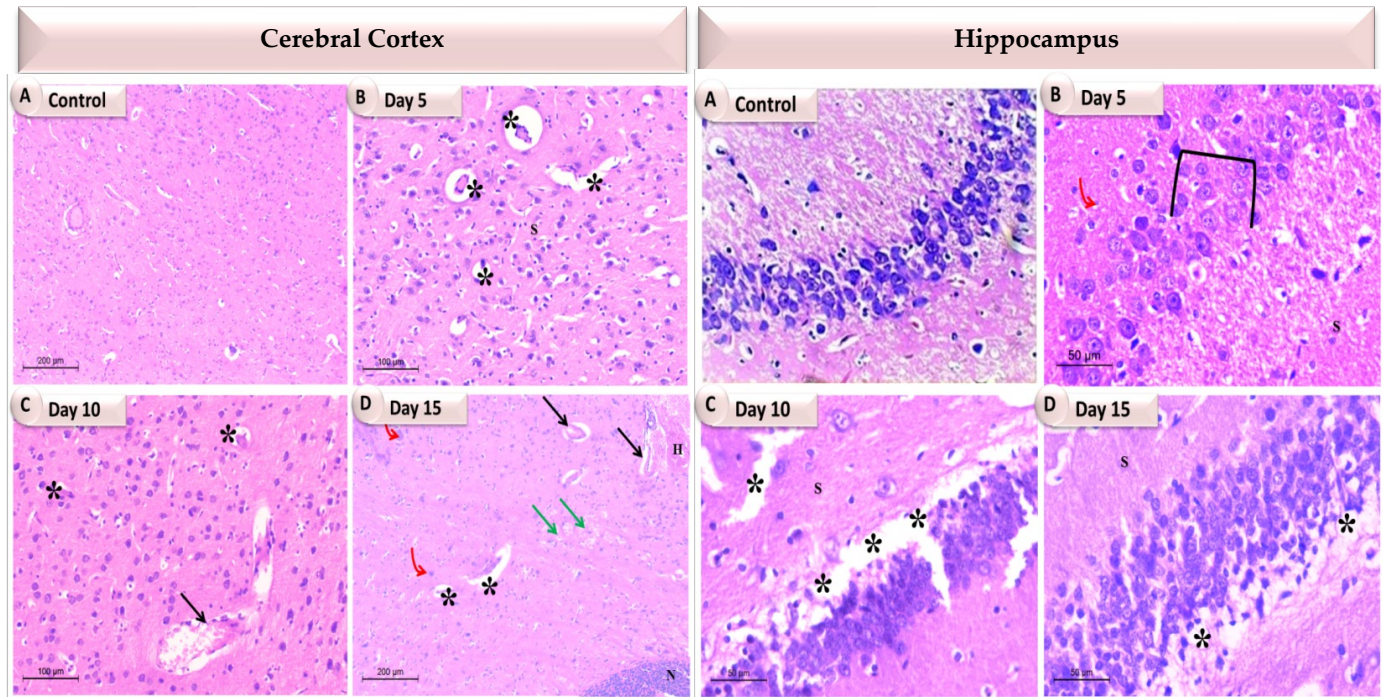 Cerebral Cortex
A Control
200 µm
B Day 5
*
*
*
S
*
100 µm
C Day 10
*
*
100 µm
D Day 15
H
*
*
200 µm
N
Hippocampus
A Control
B Day 5
S
50 µm
C Day 10
*
S
*
*
*
50 µm
D Day 15
S
*
*
50 µm